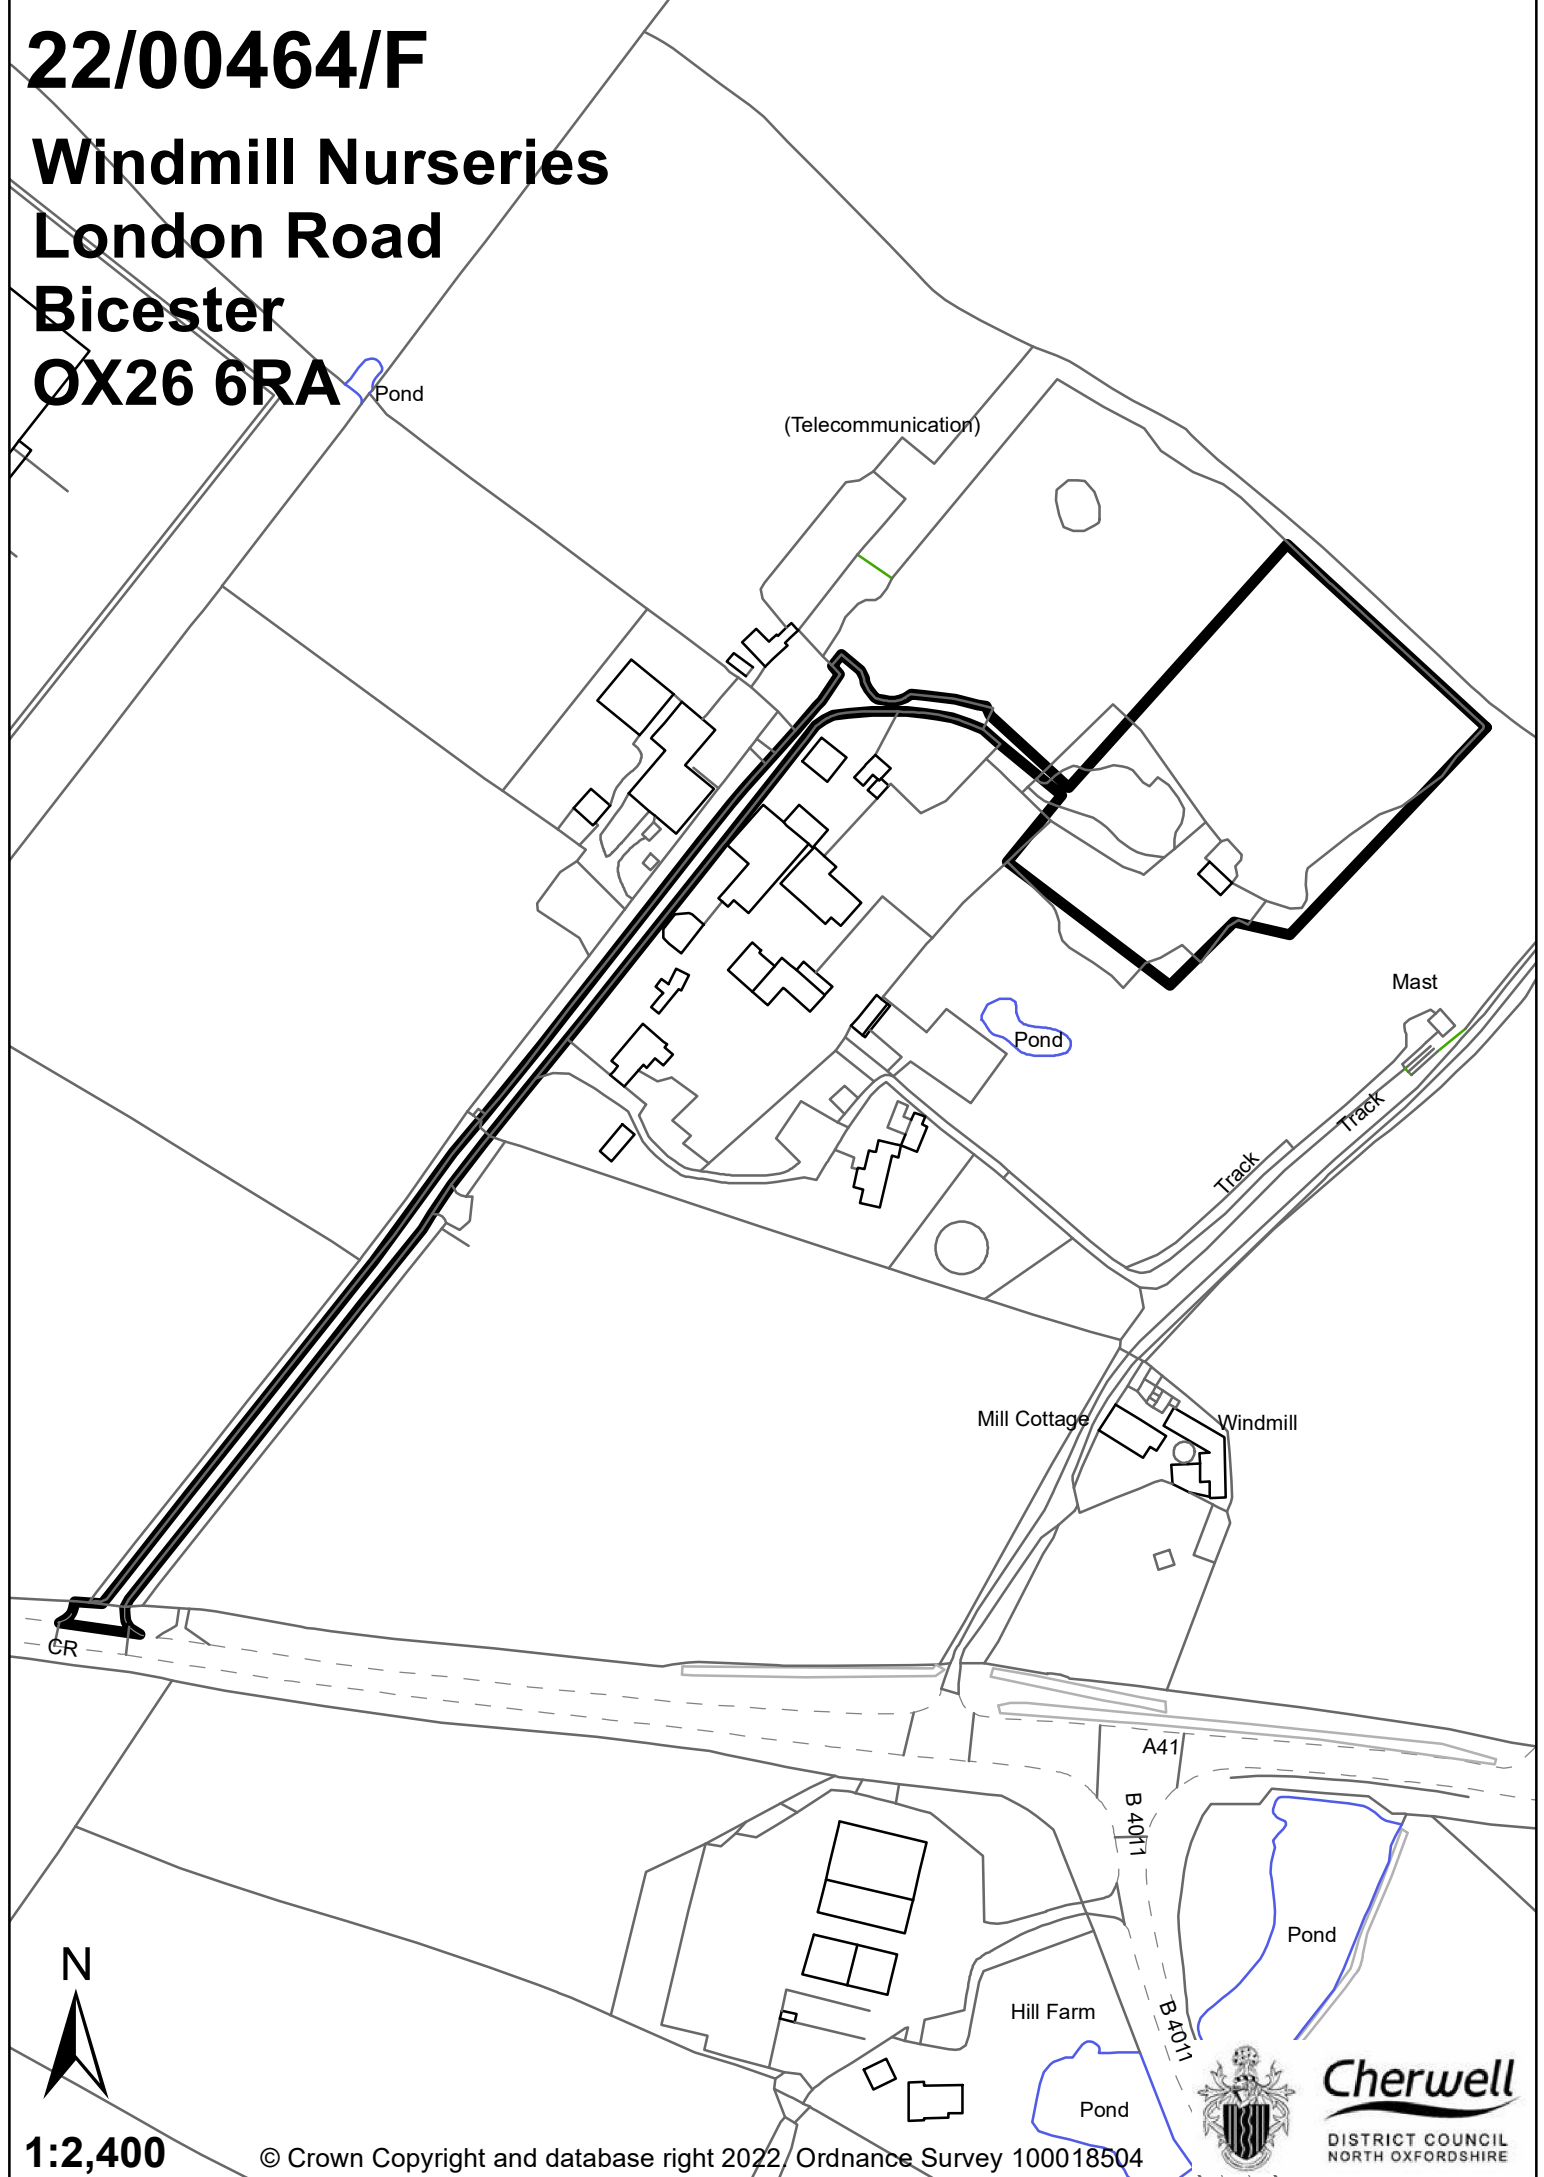 22/00464/F
Windmill Nurseries
London Road
Bicester
OX26 6RA
Pond
(Telecommunication)
Mast
Pond
Track
Track
Mill Cottage
Windmill
CR
A41
B 4011
Pond
N
Hill Farm
B 4011
Pond
Cherwell
DISTRICT COUNCIL
NORTH OXFORDSHIRE
1:2,400
© Crown Copyright and database right 2022. Ordnance Survey 100018504